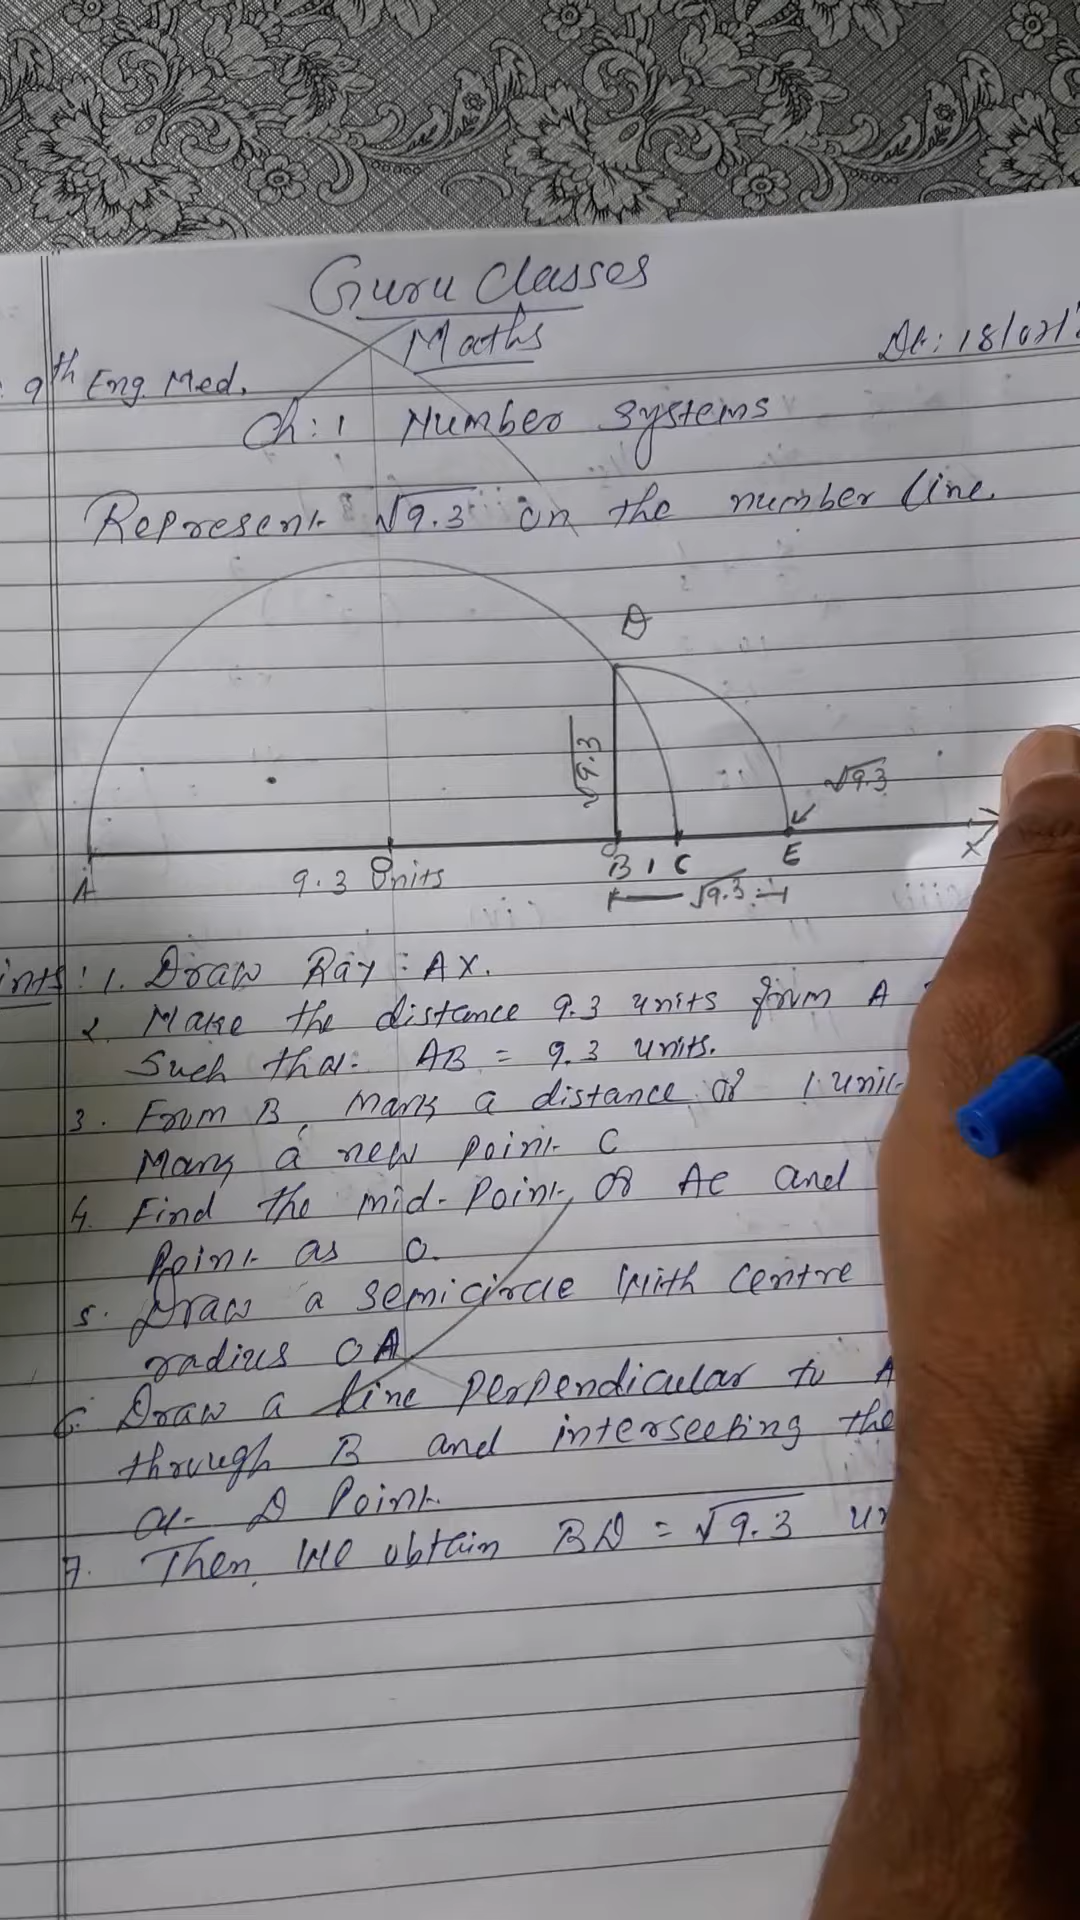 Guru Classes
Maths
Dt: 18/07/
9th Eng. Med.
Ch: 1 Number Systems
Represent √9.3 on the number line.
D
√9.3
√9.3
A
9.3 Units
O
B 1 C
E
X
√9.3
ints: 1. Draw Ray: AX.
2. Make the distance 9.3 units from A
Such that AB = 9.3 units.
3. From B, Mark a distance of 1 unit
Mark a new point C
4. Find the mid-Point of AC and
Point as O.
5. Draw a semicircle With Centre
radius OA
6. Draw a line perpendicular to A
through B and interseeting the
at D Point.
7. Then We obtain BD = √9.3 un